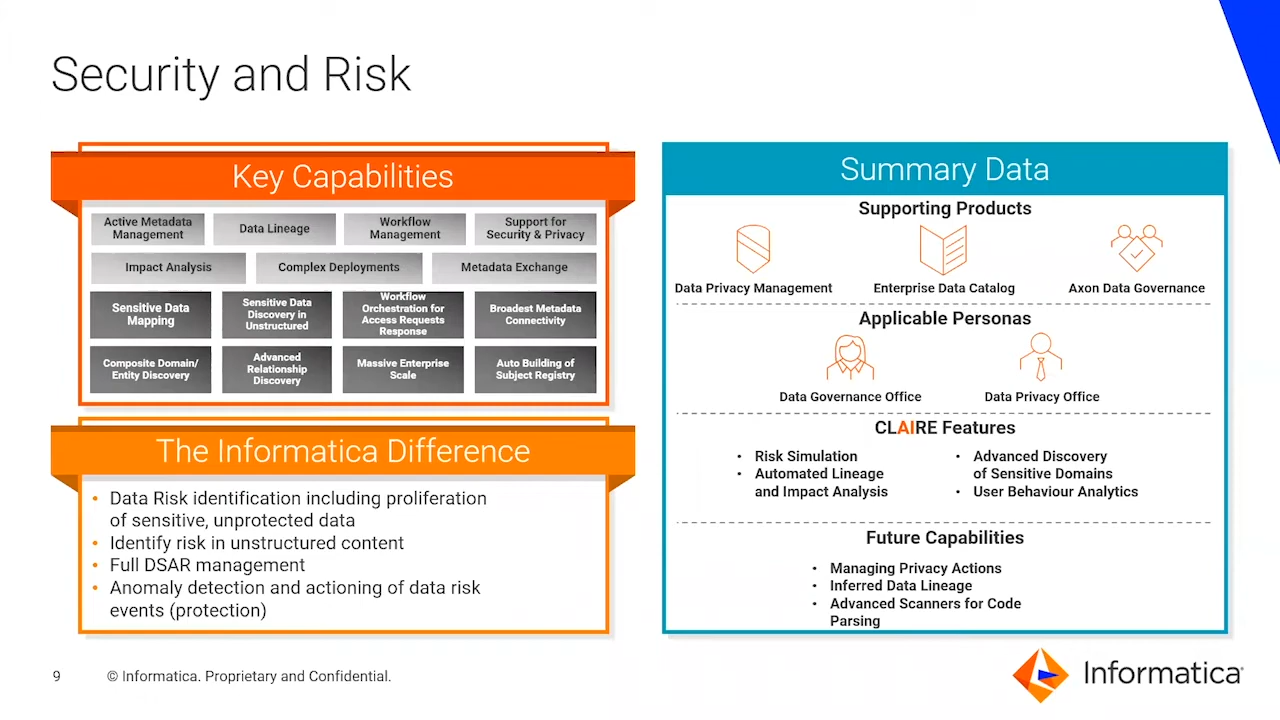 Security and Risk
Key Capabilities
Active Metadata
Management
Data Lineage
Workflow
Management
Support for
Security & Privacy
Impact Analysis
Complex Deployments
Metadata Exchange
Sensitive Data
Mapping
Sensitive Data
Discovery in
Unstructured
Workflow
Orchestration for
Access Requests
Response
Broadest Metadata
Connectivity
Composite Domain/
Entity Discovery
Advanced
Relationship
Discovery
Massive Enterprise
Scale
Auto Building of
Subject Registry
The Informatica Difference
• Data Risk identification including proliferation
of sensitive, unprotected data
• Identify risk in unstructured content
• Full DSAR management
• Anomaly detection and actioning of data risk
events (protection)
Summary Data
Supporting Products
Data Privacy Management
Enterprise Data Catalog
Axon Data Governance
Applicable Personas
Data Governance Office
Data Privacy Office
CLAIRE Features
• Risk Simulation
• Automated Lineage
and Impact Analysis
• Advanced Discovery
of Sensitive Domains
• User Behaviour Analytics
Future Capabilities
• Managing Privacy Actions
• Inferred Data Lineage
• Advanced Scanners for Code
Parsing
9
© Informatica. Proprietary and Confidential.
Informatica